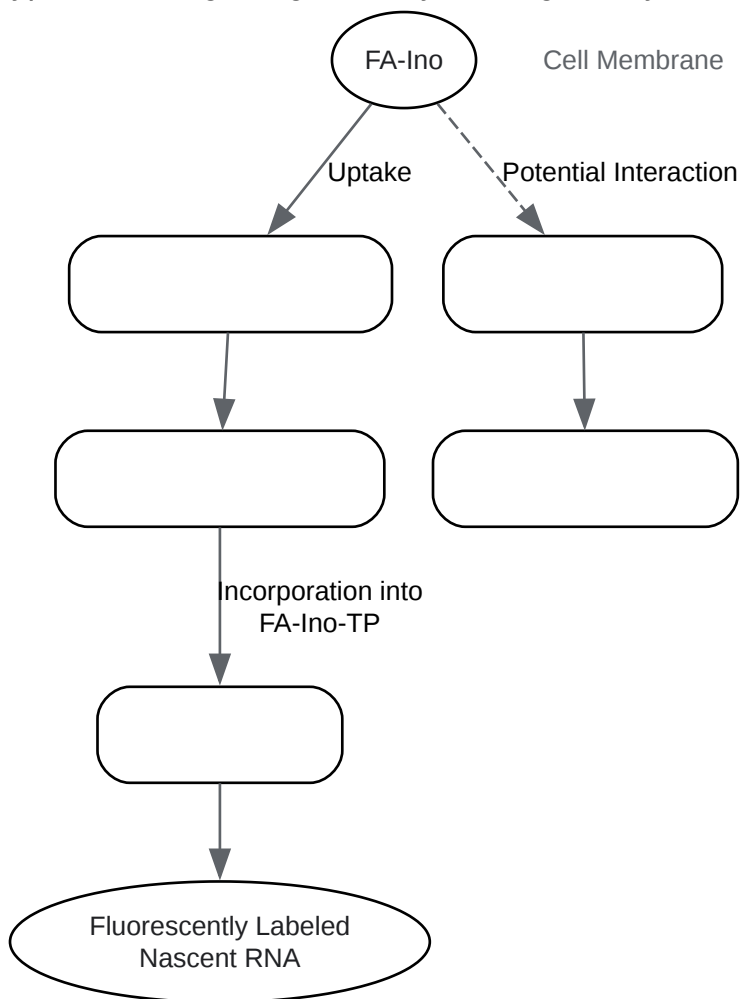 FA-Ino
Cell Membrane
Uptake
Potential Interaction
Incorporation into
FA-Ino-TP
Fluorescently Labeled
Nascent RNA